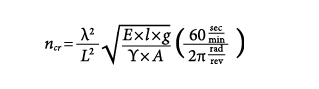 n_cr = λ²/L² √(E×l×g / Υ×A) (60 sec/min / 2π rad/rev)